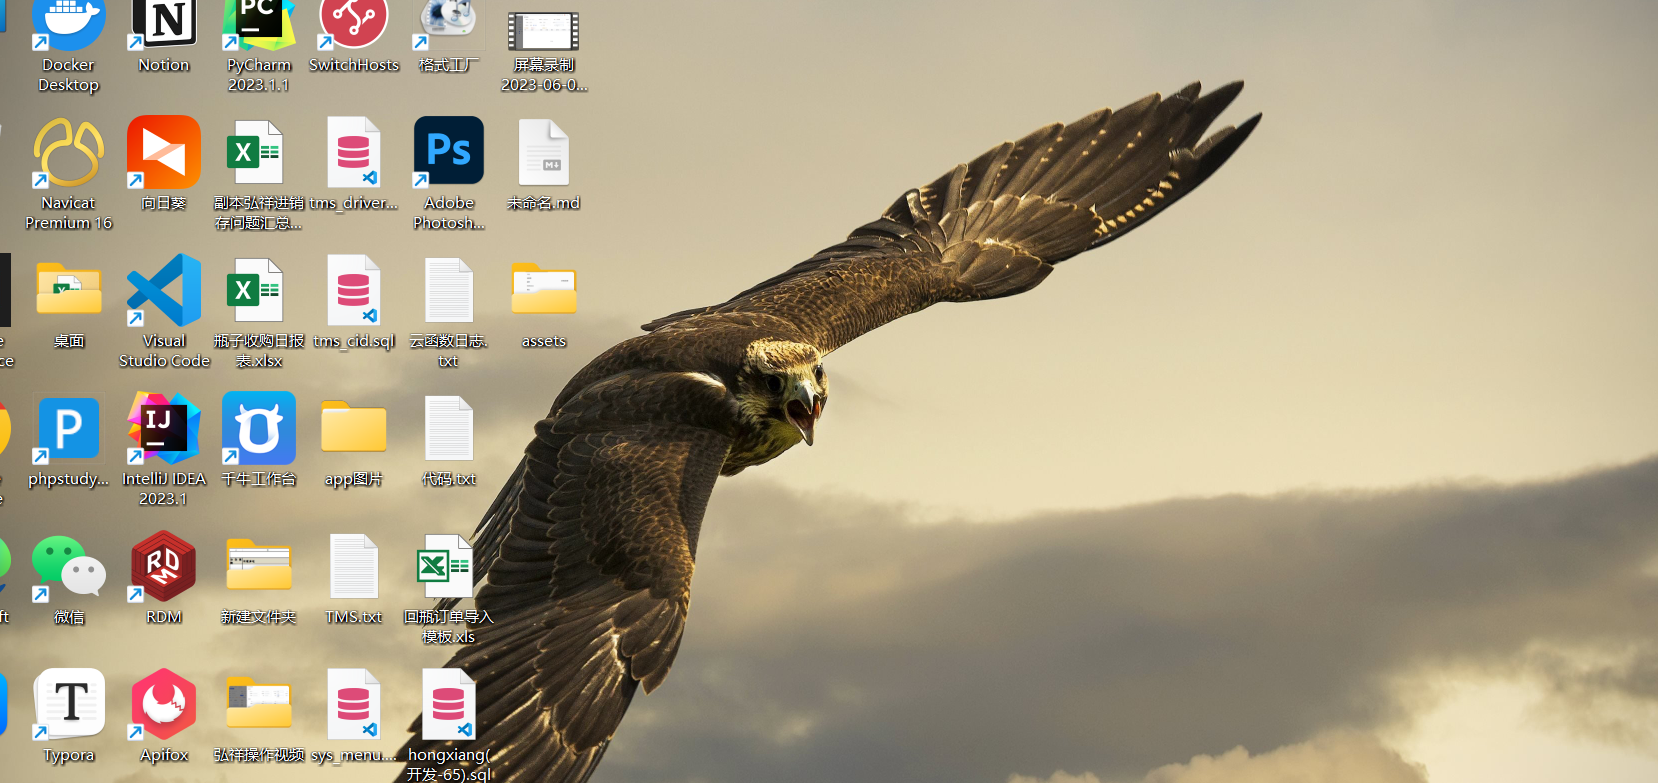 Docker
Desktop
Notion
PC
PyCharm
2023.1.1
SwitchHosts
格式工厂
屏幕录制
2023-06-0...
Navicat
Premium 16
向日葵
副本弘祥进销
存问题汇总...
tms_driver...
Ps
Adobe
Photosh...
M
未命名.md
e
ce
桌面
Visual
Studio Code
X
瓶子收购日报
表.xlsx
tms_cid.sql
云函数日志.
txt
assets
e
P
phpstudy...
IJ
IntelliJ IDEA
2023.1
千牛工作台
app图片
代码.txt
ft
微信
RDM
RDM
新建文件夹
TMS.txt
回瓶订单导入
模板.xls
T
Typora
Apifox
弘祥操作视频
sys_menu....
hongxiang(
开发-65).sql